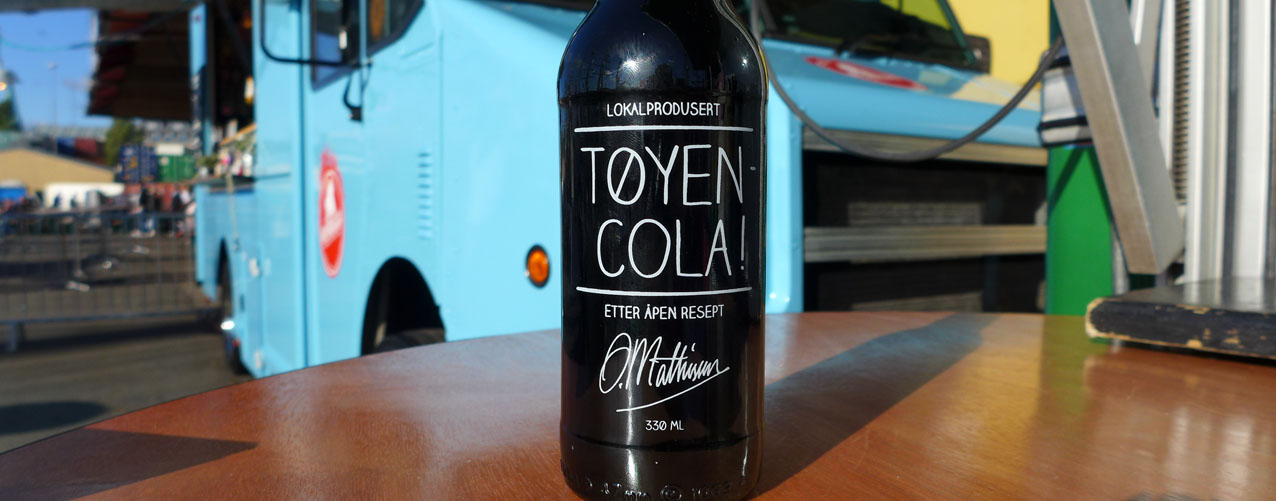 LOKALPRODUSERT
TØYEN-
COLA!
ETTER ÅPEN RESEPT
Ø. Mathisen
330 ML